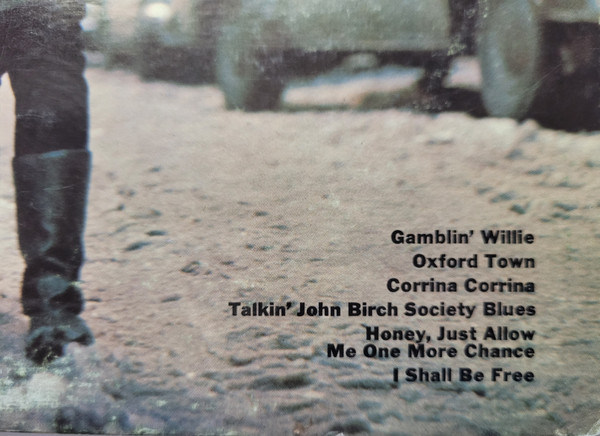 Gamblin' Willie
Oxford Town
Corrina Corrina
Talkin' John Birch Society Blues
Honey, Just Allow
Me One More Chance
I Shall Be Free